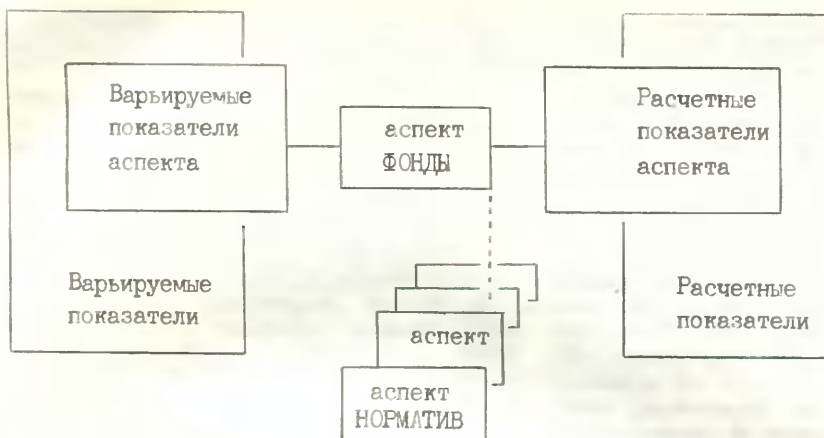 Варьируемые
показатели
аспекта
аспект
ФОНДЫ
Расчетные
показатели
аспекта
Варьируемые
показатели
Расчетные
показатели
аспект
аспект
НОРМАТИВ